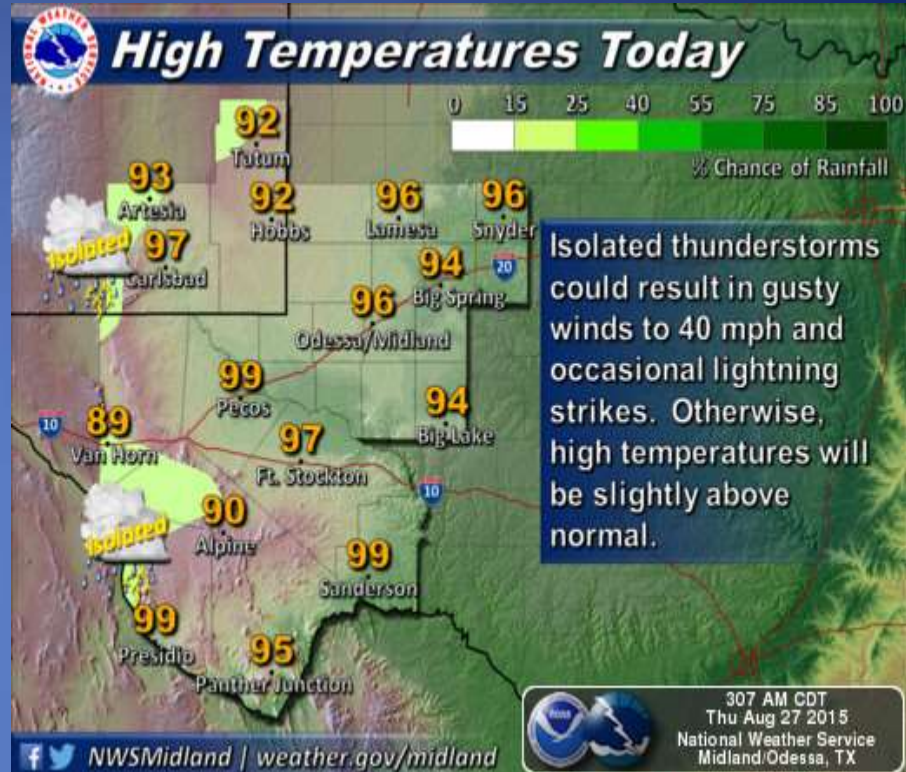 High Temperatures Today
0 15 25 40 55 75 85 100
% Chance of Rainfall
92
Tatum
93
Artesia
92
Hobbs
96
Lamesa
96
Snyder
Isolated
97
Carlsbad
94
Big Spring
20
96
Odessa/Midland
Isolated thunderstorms
could result in gusty
winds to 40 mph and
occasional lightning
strikes. Otherwise,
high temperatures will
be slightly above
normal.
99
Pecos
94
Big Lake
10
89
Van Horn
97
Ft. Stockton
10
Isolated
90
Alpine
99
Sanderson
99
Presidio
95
Panther Junction
NWSMidland | weather.gov/midland
307 AM CDT
Thu Aug 27 2015
National Weather Service
Midland/Odessa, TX
NATIONAL WEATHER SERVICE